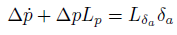 Δṗ + ΔpL_p = L_{δ_a}δ_a